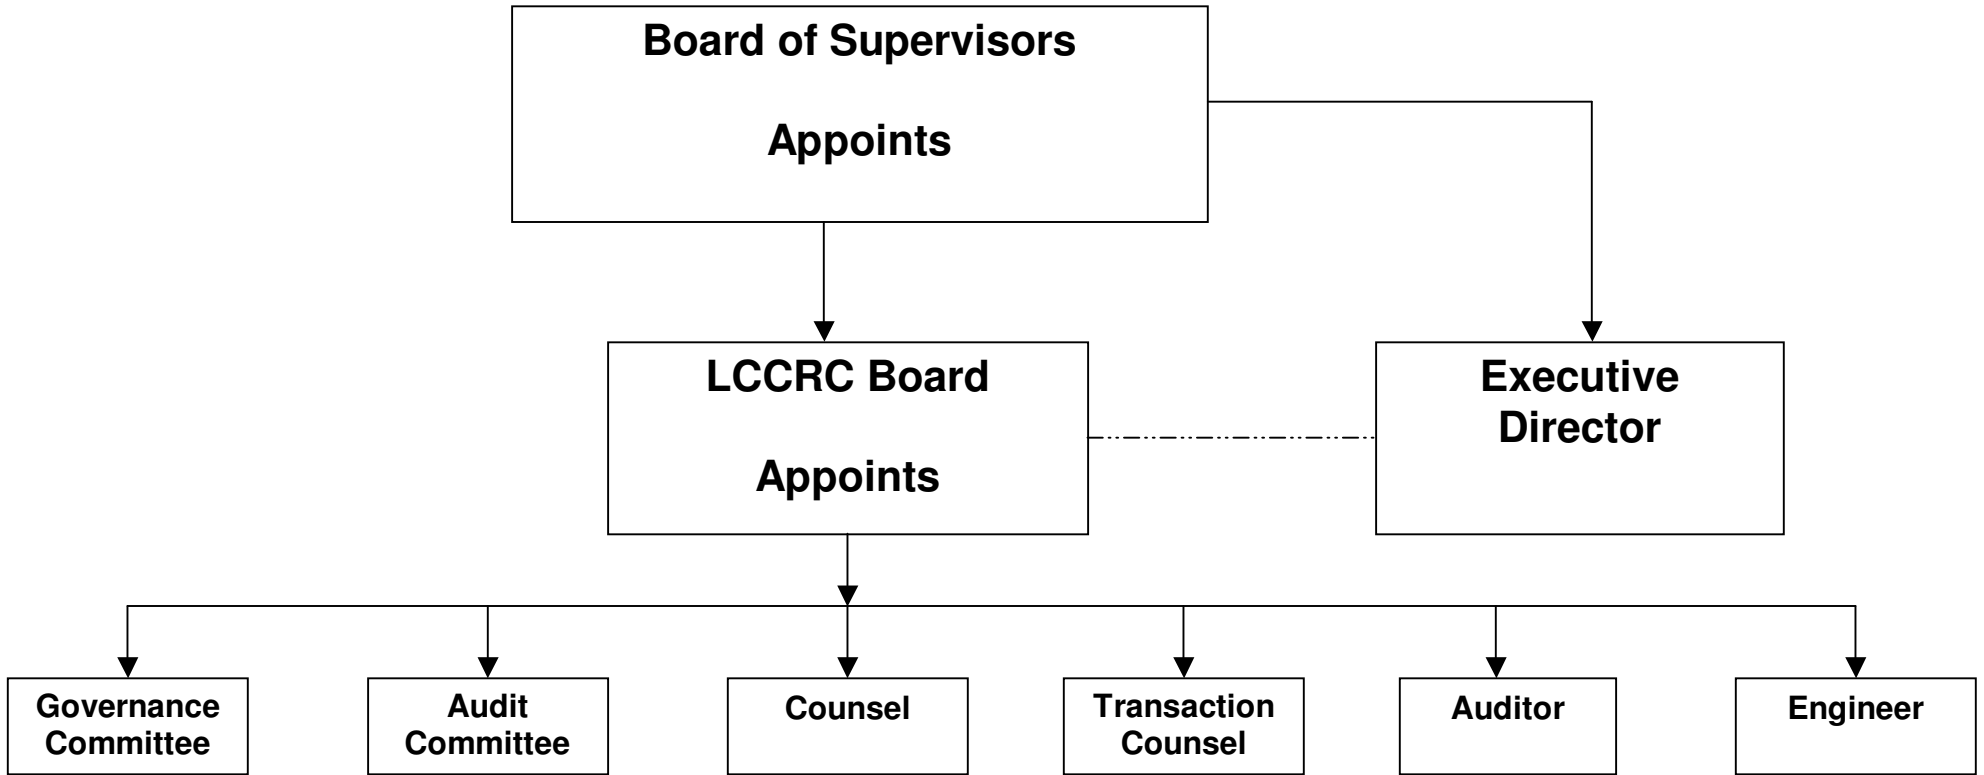 Board of Supervisors
Appoints
LCCRC Board
Appoints
Executive
Director
Governance
Committee
Audit
Committee
Counsel
Transaction
Counsel
Auditor
Engineer